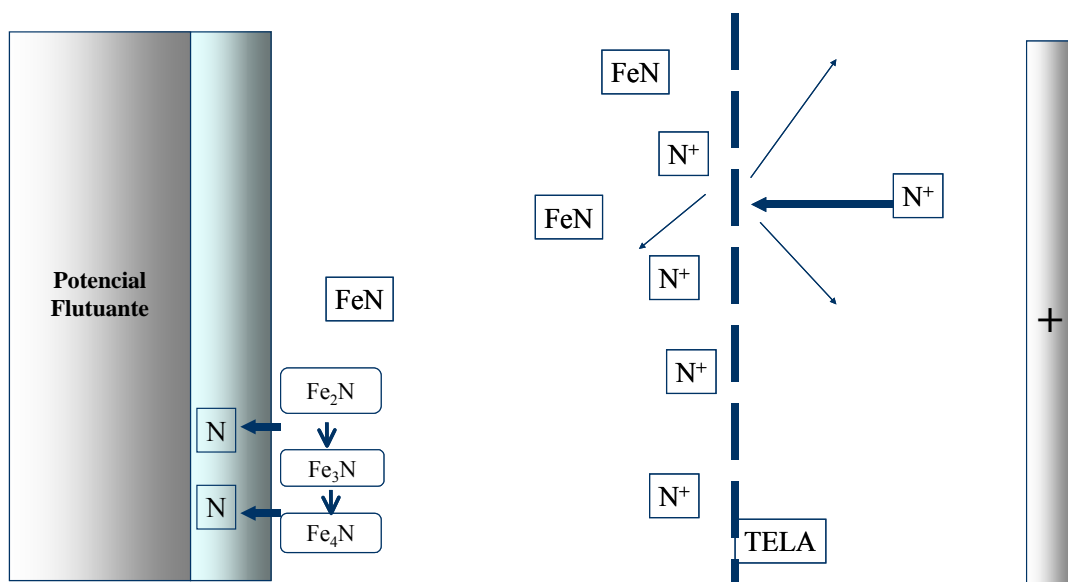 FeN
N⁺
N⁺
FeN
N⁺
Potencial
Flutuante
FeN
+
N⁺
Fe₂N
N
Fe₃N
N⁺
N
Fe₄N
TELA